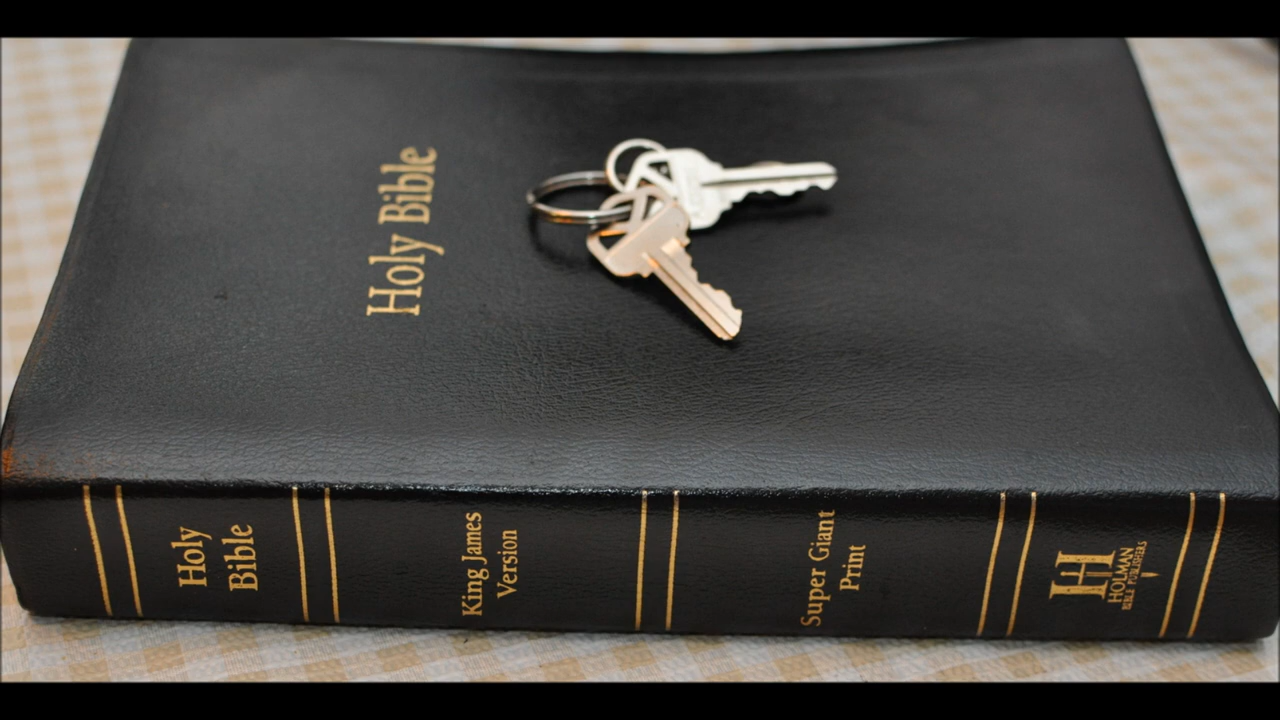 Holy Bible
Holy
Bible
King James
Version
Super Giant
Print
HOLMAN
BIBLE PUBLISHERS